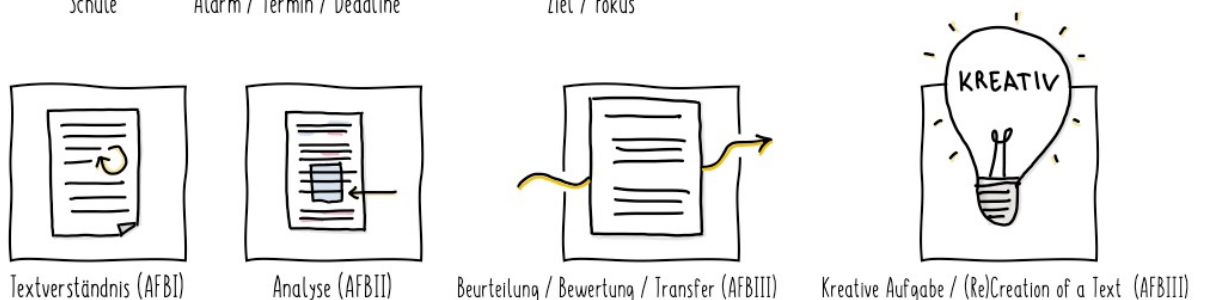 Schule Alarm / Termin / Deadline Ziel / Fokus
KREATIV
Textverständnis (AFBI) Analyse (AFBII) Beurteilung / Bewertung / Transfer (AFBIII) Kreative Aufgabe / (Re)Creation of a Text (AFBIII)